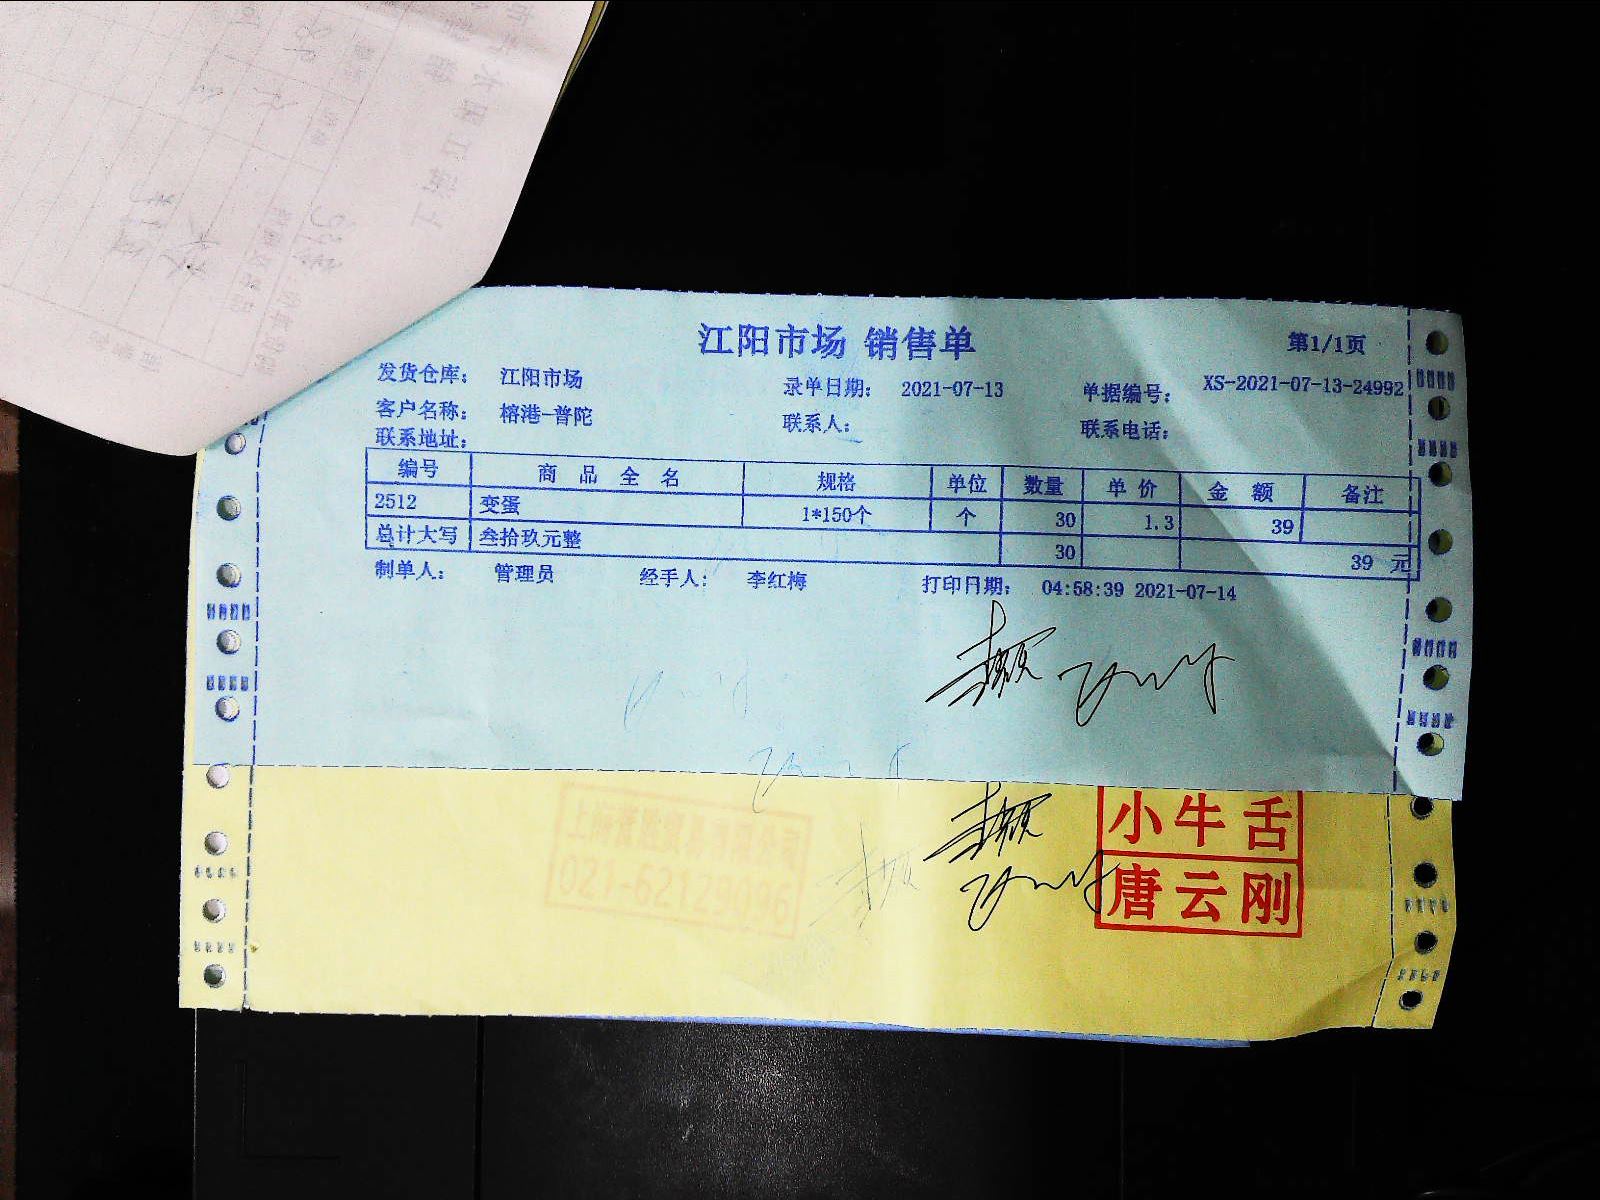 江阳市场 销售单
第1/1页
发货仓库： 江阳市场 录单日期： 2021-07-13 单据编号： XS-2021-07-13-24992
客户名称： 榕港-普陀 联系人： 联系电话：
联系地址：
编号 商 品 全 名 规格 单位 数量 单 价 金 额 备注
2512 变蛋 1*150个 个 30 1.3 39
总计大写 叁拾玖元整 30 39 元
制单人： 管理员 经手人： 李红梅 打印日期： 04:58:39 2021-07-14
小牛舌
唐云刚
021-62129096